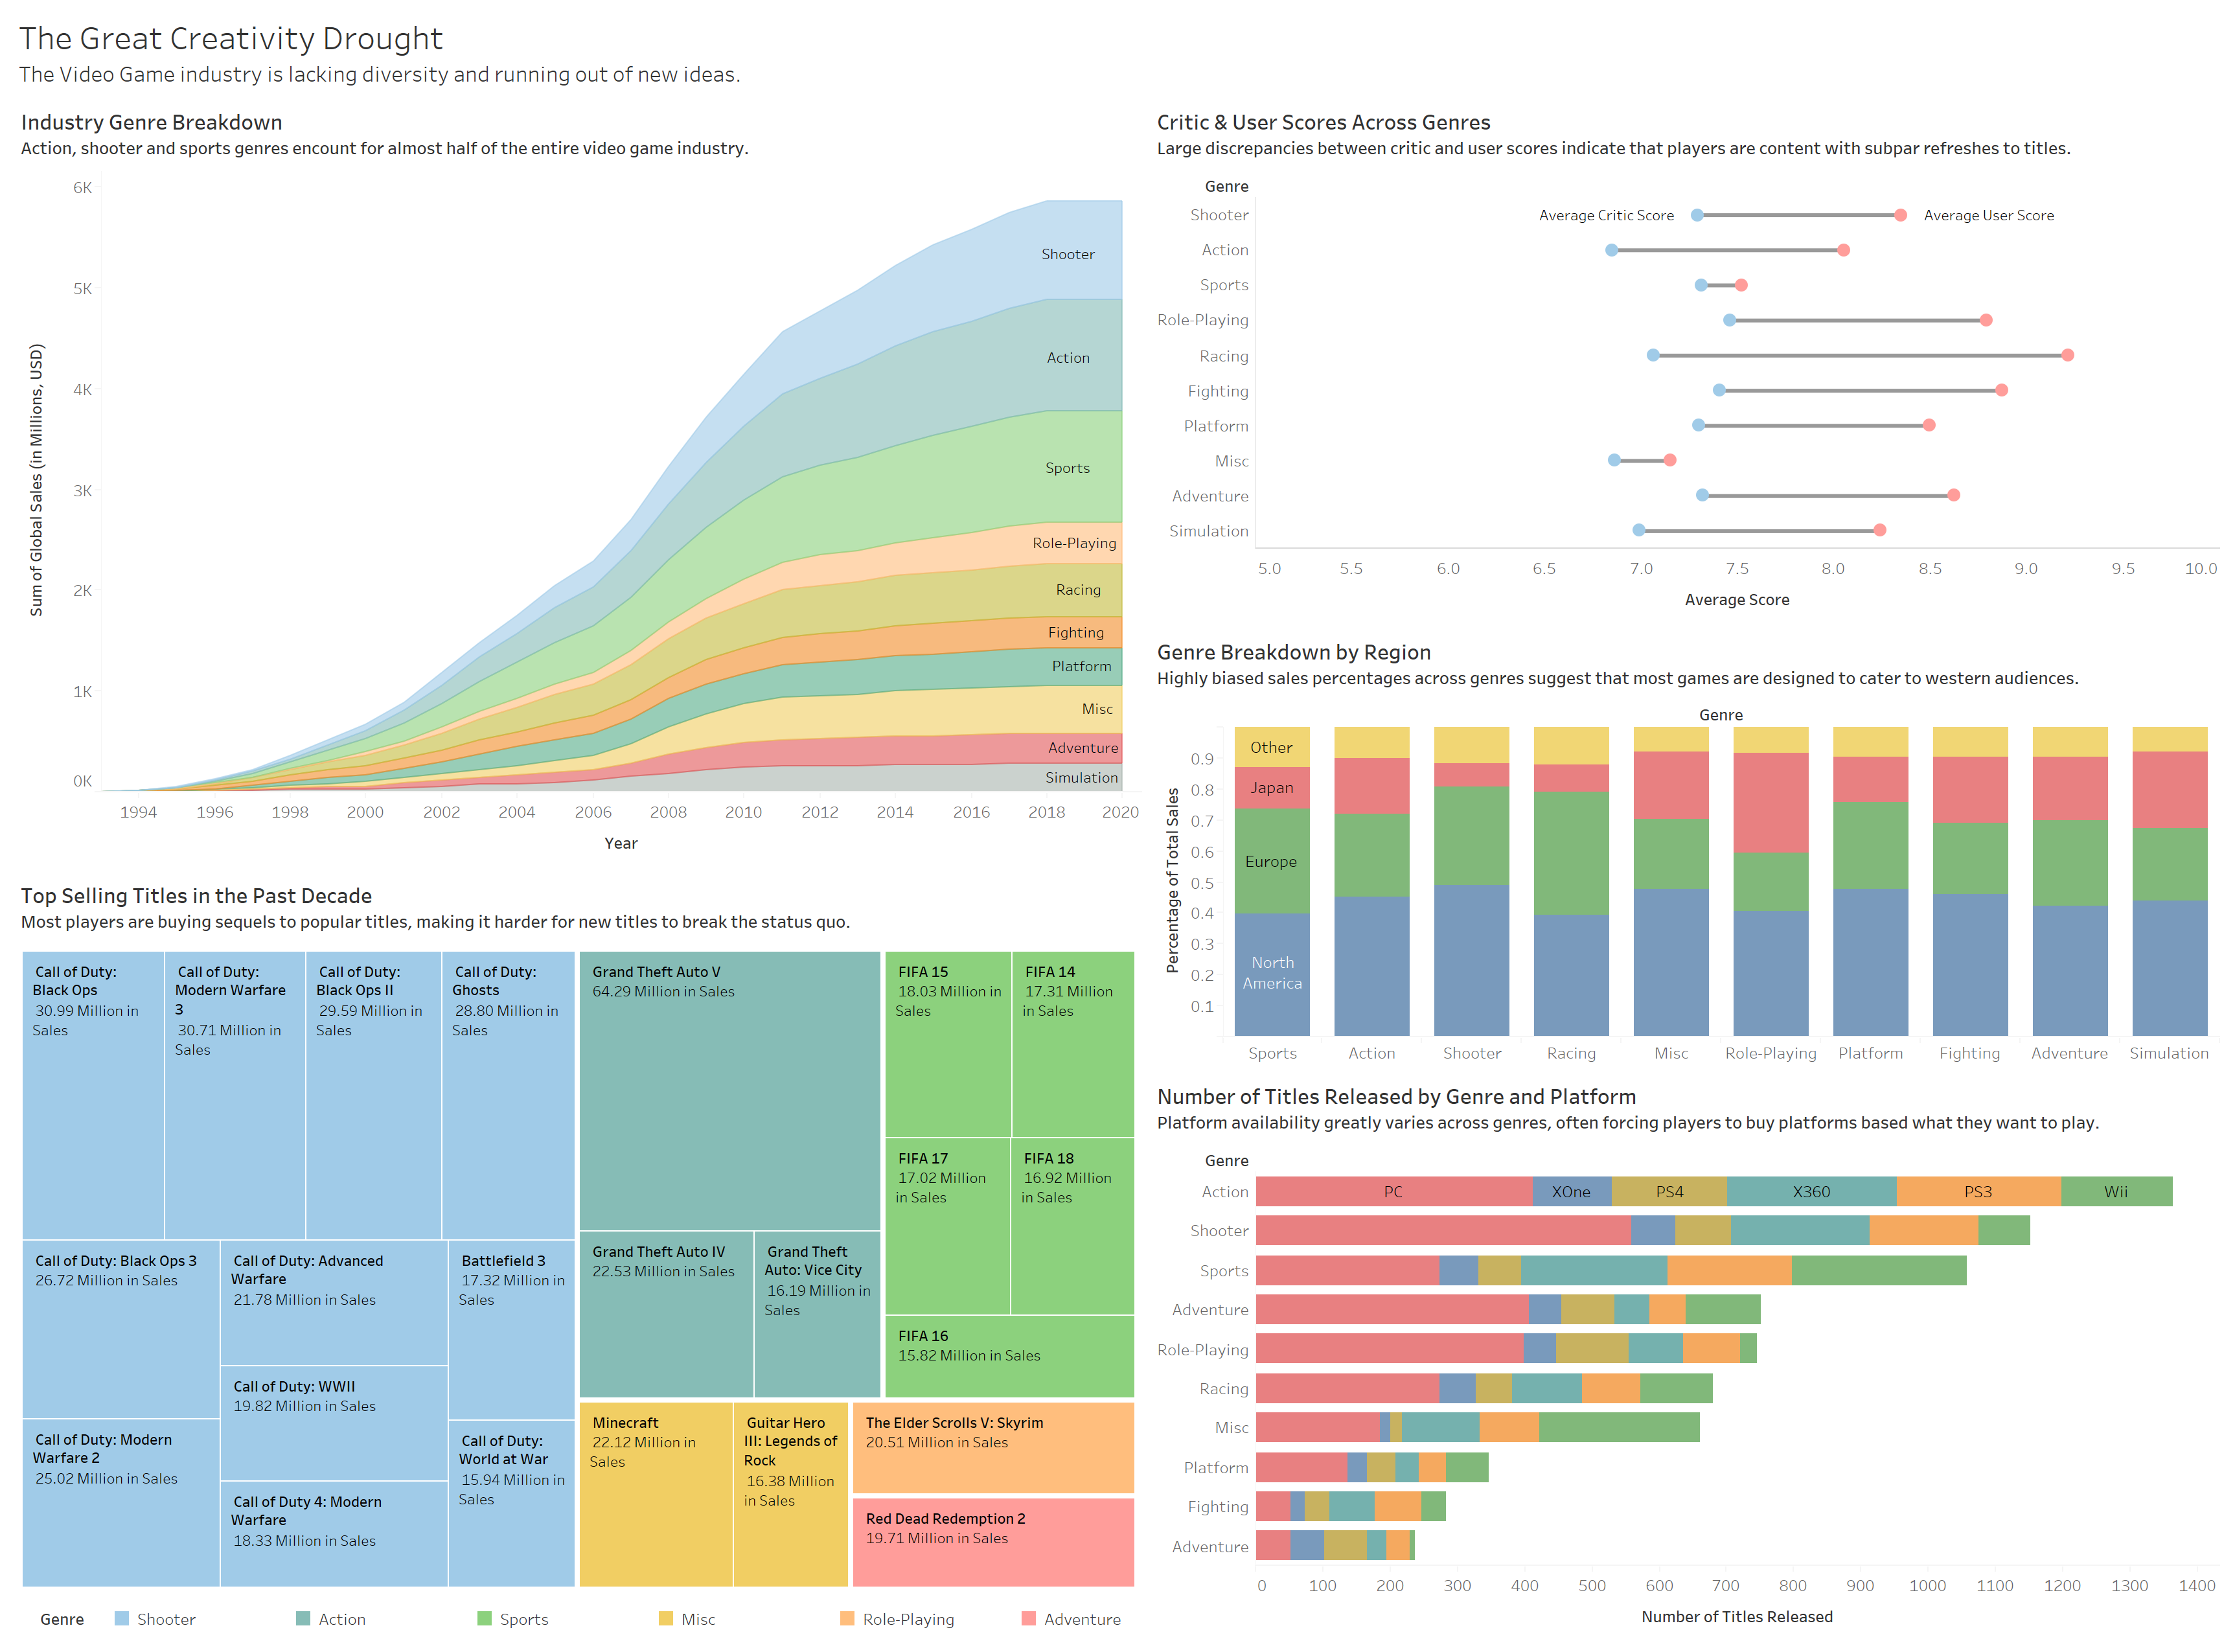 The Great Creativity Drought
The Video Game industry is lacking diversity and running out of new ideas.
Industry Genre Breakdown
Action, shooter and sports genres encount for almost half of the entire video game industry.
Sum of Global Sales (in Millions, USD)
6K
5K
4K
3K
2K
1K
0K
Shooter
Action
Sports
Role-Playing
Racing
Fighting
Platform
Misc
Adventure
Simulation
1994 1996 1998 2000 2002 2004 2006 2008 2010 2012 2014 2016 2018 2020
Year
Top Selling Titles in the Past Decade
Most players are buying sequels to popular titles, making it harder for new titles to break the status quo.
Call of Duty:
Black Ops
30.99 Million in
Sales
Call of Duty:
Modern Warfare
3
30.71 Million in
Sales
Call of Duty:
Black Ops II
29.59 Million in
Sales
Call of Duty:
Ghosts
28.80 Million in
Sales
Call of Duty: Black Ops 3
26.72 Million in Sales
Call of Duty: Modern
Warfare 2
25.02 Million in Sales
Call of Duty: Advanced
Warfare
21.78 Million in Sales
Call of Duty: WWII
19.82 Million in Sales
Call of Duty 4: Modern
Warfare
18.33 Million in Sales
Battlefield 3
17.32 Million in
Sales
Call of Duty:
World at War
15.94 Million in
Sales
Grand Theft Auto V
64.29 Million in Sales
Grand Theft Auto IV
22.53 Million in Sales
Grand Theft
Auto: Vice City
16.19 Million in
Sales
FIFA 15
18.03 Million in
Sales
FIFA 14
17.31 Million
in Sales
FIFA 17
17.02 Million
in Sales
FIFA 18
16.92 Million
in Sales
FIFA 16
15.82 Million in Sales
Minecraft
22.12 Million in
Sales
Guitar Hero
III: Legends of
Rock
16.38 Million
in Sales
The Elder Scrolls V: Skyrim
20.51 Million in Sales
Red Dead Redemption 2
19.71 Million in Sales
Genre Shooter Action Sports Misc Role-Playing Adventure
Critic & User Scores Across Genres
Large discrepancies between critic and user scores indicate that players are content with subpar refreshes to titles.
Genre
Shooter Average Critic Score Average User Score
Action
Sports
Role-Playing
Racing
Fighting
Platform
Misc
Adventure
Simulation
5.0 5.5 6.0 6.5 7.0 7.5 8.0 8.5 9.0 9.5 10.0
Average Score
Genre Breakdown by Region
Highly biased sales percentages across genres suggest that most games are designed to cater to western audiences.
Genre
Percentage of Total Sales
0.9
0.8
0.7
0.6
0.5
0.4
0.3
0.2
0.1
Other
Japan
Europe
North
America
Sports Action Shooter Racing Misc Role-Playing Platform Fighting Adventure Simulation
Number of Titles Released by Genre and Platform
Platform availability greatly varies across genres, often forcing players to buy platforms based what they want to play.
Genre
Action PC XOne PS4 X360 PS3 Wii
Shooter
Sports
Adventure
Role-Playing
Racing
Misc
Platform
Fighting
Adventure
0 100 200 300 400 500 600 700 800 900 1000 1100 1200 1300 1400
Number of Titles Released